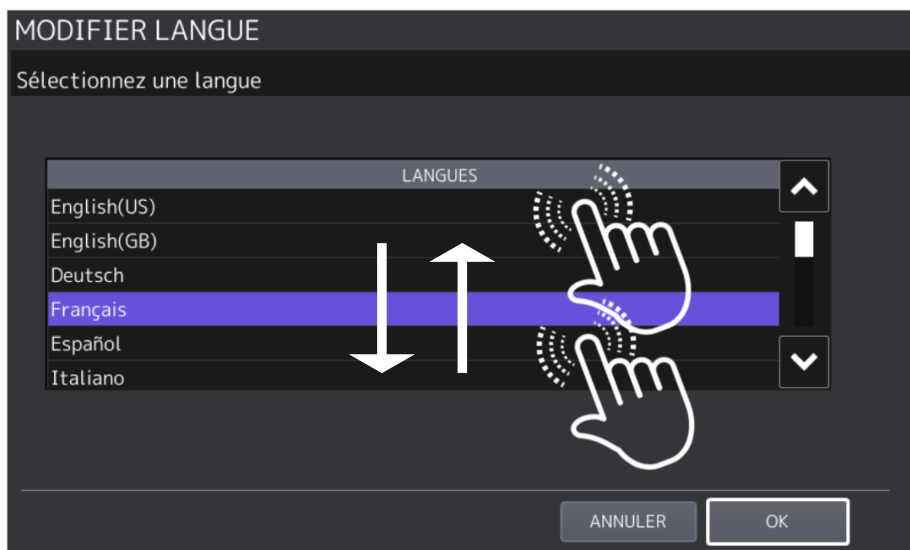 MODIFIER LANGUE
Sélectionnez une langue
LANGUES
English(US)
English(GB)
Deutsch
Français
Español
Italiano
ANNULER
OK